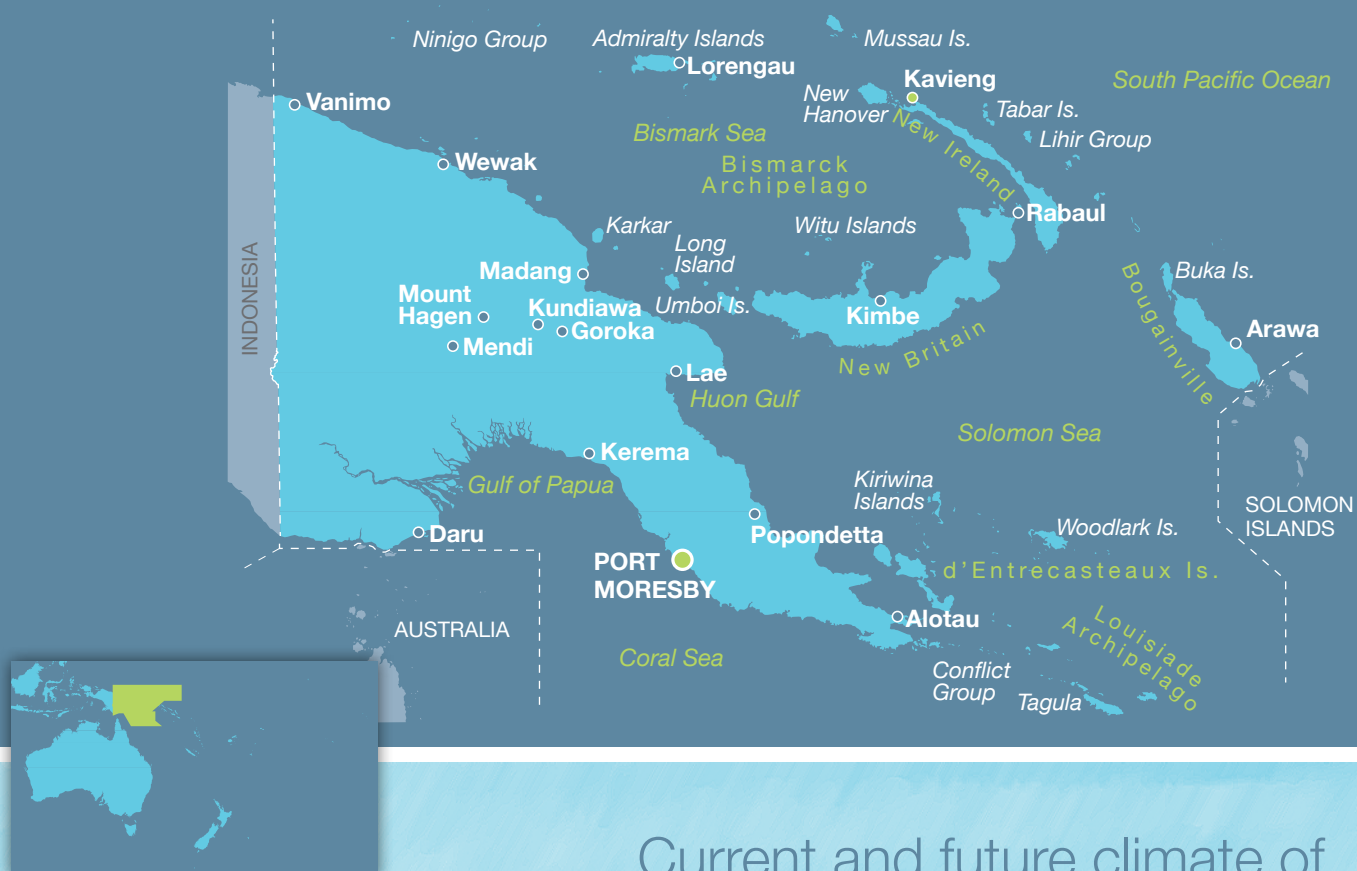 Ninigo Group
Admiralty Islands
Mussau Is.
Lorengau
Kavieng
South Pacific Ocean
New
Hanover
Vanimo
Tabar Is.
Bismark Sea
New Ireland
Lihir Group
Wewak
Bismarck
Archipelago
Rabaul
Karkar
Witu Islands
Long
Island
INDONESIA
Madang
Buka Is.
Bougainville
Mount
Hagen
Kundiawa
Umboi Is.
Kimbe
Goroka
Arawa
Mendi
New Britain
Lae
Huon Gulf
Solomon Sea
Kerema
Gulf of Papua
Kiriwina
Islands
SOLOMON
ISLANDS
Daru
Popondetta
Woodlark Is.
PORT
MORESBY
d'Entrecasteaux Is.
Alotau
AUSTRALIA
Louisiade
Archipelago
Coral Sea
Conflict
Group
Tagula
Current and future climate of